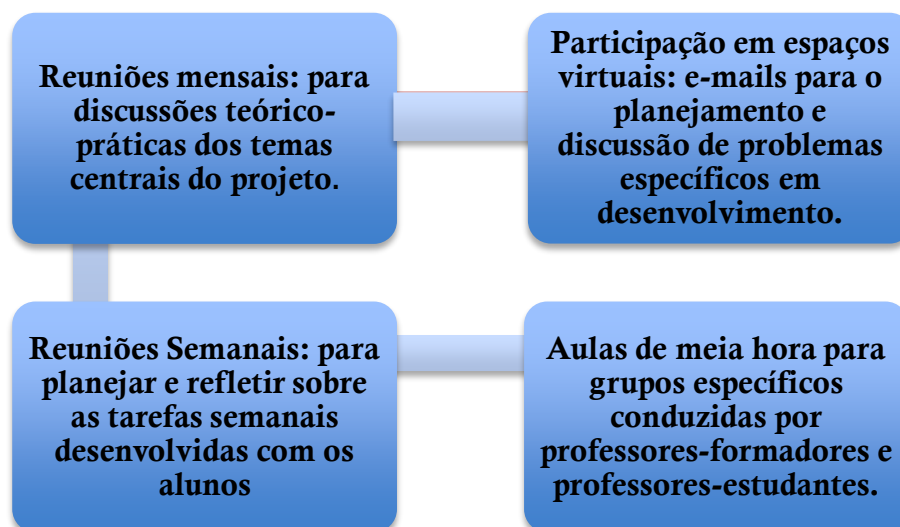 Reuniões mensais: para
discussões teórico-
práticas dos temas
centrais do projeto.
Participação em espaços
virtuais: e-mails para o
planejamento e
discussão de problemas
específicos em
desenvolvimento.
Reuniões Semanais: para
planejar e refletir sobre
as tarefas semanais
desenvolvidas com os
alunos
Aulas de meia hora para
grupos específicos
conduzidas por
professores-formadores e
professores-estudantes.